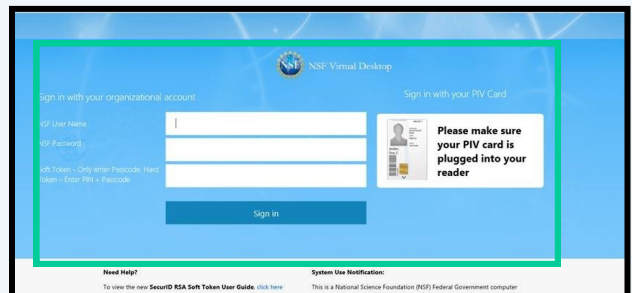 NSF NSF Virtual Desktop
Sign in with your organizational account
NSF User Name :
NSF Password :
Soft Token - Only enter Passcode. Hard
Token – Enter PIN + Passcode.
Sign in
Sign in with your PIV Card
Please make sure
your PIV card is
plugged into your
reader
Need Help?
To view the new SecurID RSA Soft Token User Guide, click here
System Use Notification:
This is a National Science Foundation (NSF) Federal Government computer